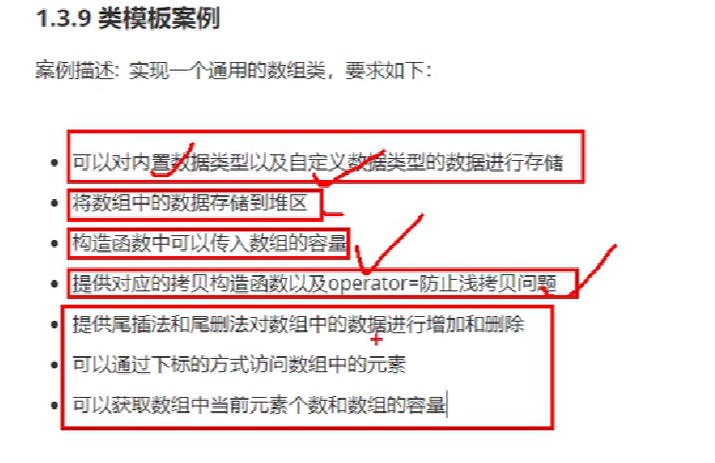 1.3.9 类模板案例
案例描述: 实现一个通用的数组类，要求如下：
• 可以对内置数据类型以及自定义数据类型的数据进行存储
• 将数组中的数据存储到堆区
• 构造函数中可以传入数组的容量
• 提供对应的拷贝构造函数以及operator=防止浅拷贝问题
• 提供尾插法和尾删法对数组中的数据进行增加和删除
• 可以通过下标的方式访问数组中的元素
• 可以获取数组中当前元素个数和数组的容量